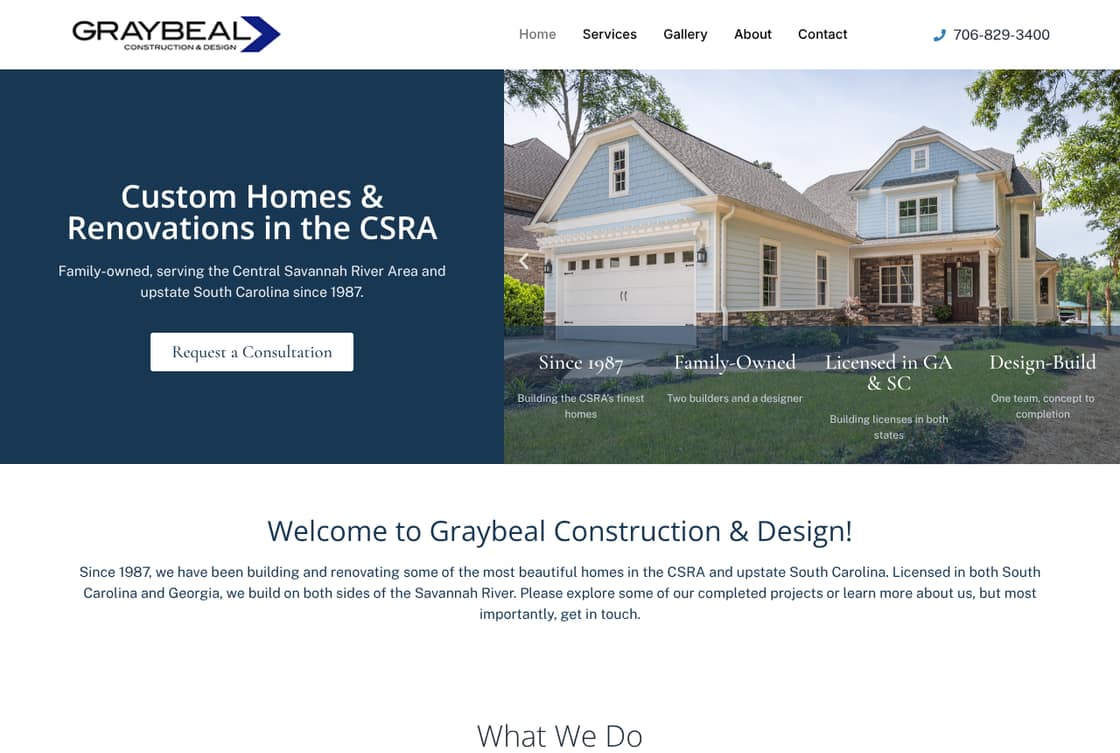 GRAYBEAL
CONSTRUCTION & DESIGN
Home Services Gallery About Contact 706-829-3400
Custom Homes &
Renovations in the CSRA
Family-owned, serving the Central Savannah River Area and
upstate South Carolina since 1987.
Request a Consultation
Since 1987
Building the CSRA's finest
homes
Family-Owned
Two builders and a designer
Licensed in GA
& SC
Building licenses in both
states
Design-Build
One team, concept to
completion
Welcome to Graybeal Construction & Design!
Since 1987, we have been building and renovating some of the most beautiful homes in the CSRA and upstate South Carolina. Licensed in both South
Carolina and Georgia, we build on both sides of the Savannah River. Please explore some of our completed projects or learn more about us, but most
importantly, get in touch.
What We Do